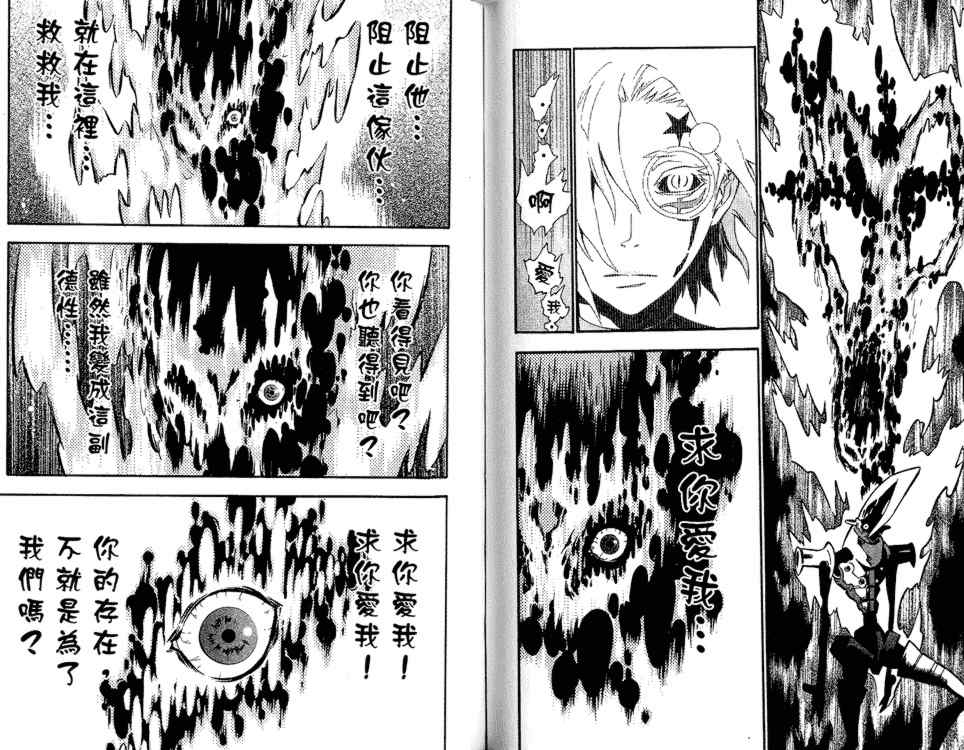 啊
愛我
求你愛我…
阻止他…
阻止這傢伙…
就在這裡…
救救我…
你看得見吧？
你也聽得到吧？
雖然我變成這副
德性……
求你愛我！
求你愛我！
你的存在，
不就是為了
我們嗎？